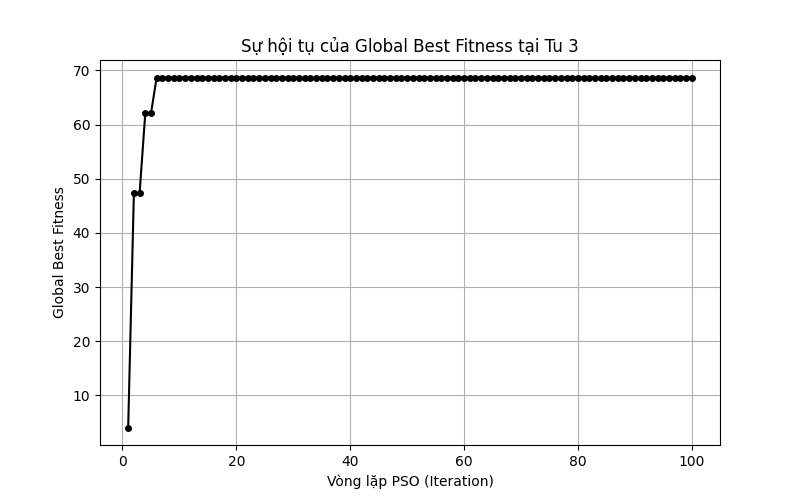 Sự hội tụ của Global Best Fitness tại Tu 3
70
60
50
40
30
20
10
Global Best Fitness
0 20 40 60 80 100
Vòng lặp PSO (Iteration)